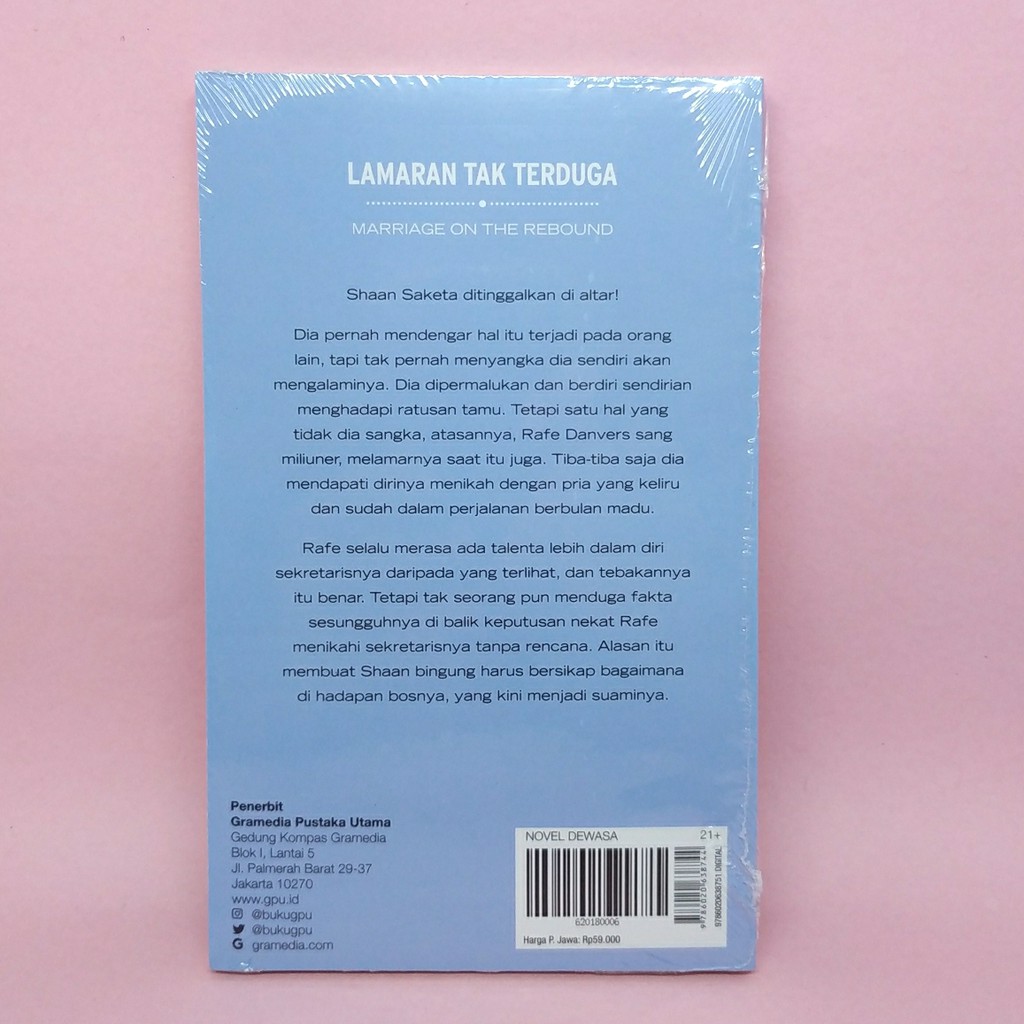 LAMARAN TAK TERDUGA
MARRIAGE ON THE REBOUND
Shaan Saketa ditinggalkan di altar!
Dia pernah mendengar hal itu terjadi pada orang
lain, tapi tak pernah menyangka dia sendiri akan
mengalaminya. Dia dipermalukan dan berdiri sendirian
menghadapi ratusan tamu. Tetapi satu hal yang
tidak dia sangka, atasannya, Rafe Danvers sang
miliuner, melamarnya saat itu juga. Tiba-tiba saja dia
mendapati dirinya menikah dengan pria yang keliru
dan sudah dalam perjalanan berbulan madu.
Rafe selalu merasa ada talenta lebih dalam diri
sekretarisnya daripada yang terlihat, dan tebakannya
itu benar. Tetapi tak seorang pun menduga fakta
sesungguhnya di balik keputusan nekat Rafe
menikahi sekretarisnya tanpa rencana. Alasan itu
membuat Shaan bingung harus bersikap bagaimana
di hadapan bosnya, yang kini menjadi suaminya.
Penerbit
Gramedia Pustaka Utama
Gedung Kompas Gramedia
Blok I, Lantai 5
Jl. Palmerah Barat 29-37
Jakarta 10270
www.gpu.id
@bukugpu
@bukugpu
gramedia.com
NOVEL DEWASA 21+
620180006
Harga P. Jawa: Rp59.000
9786020638744
9786020638751 DIGITAL